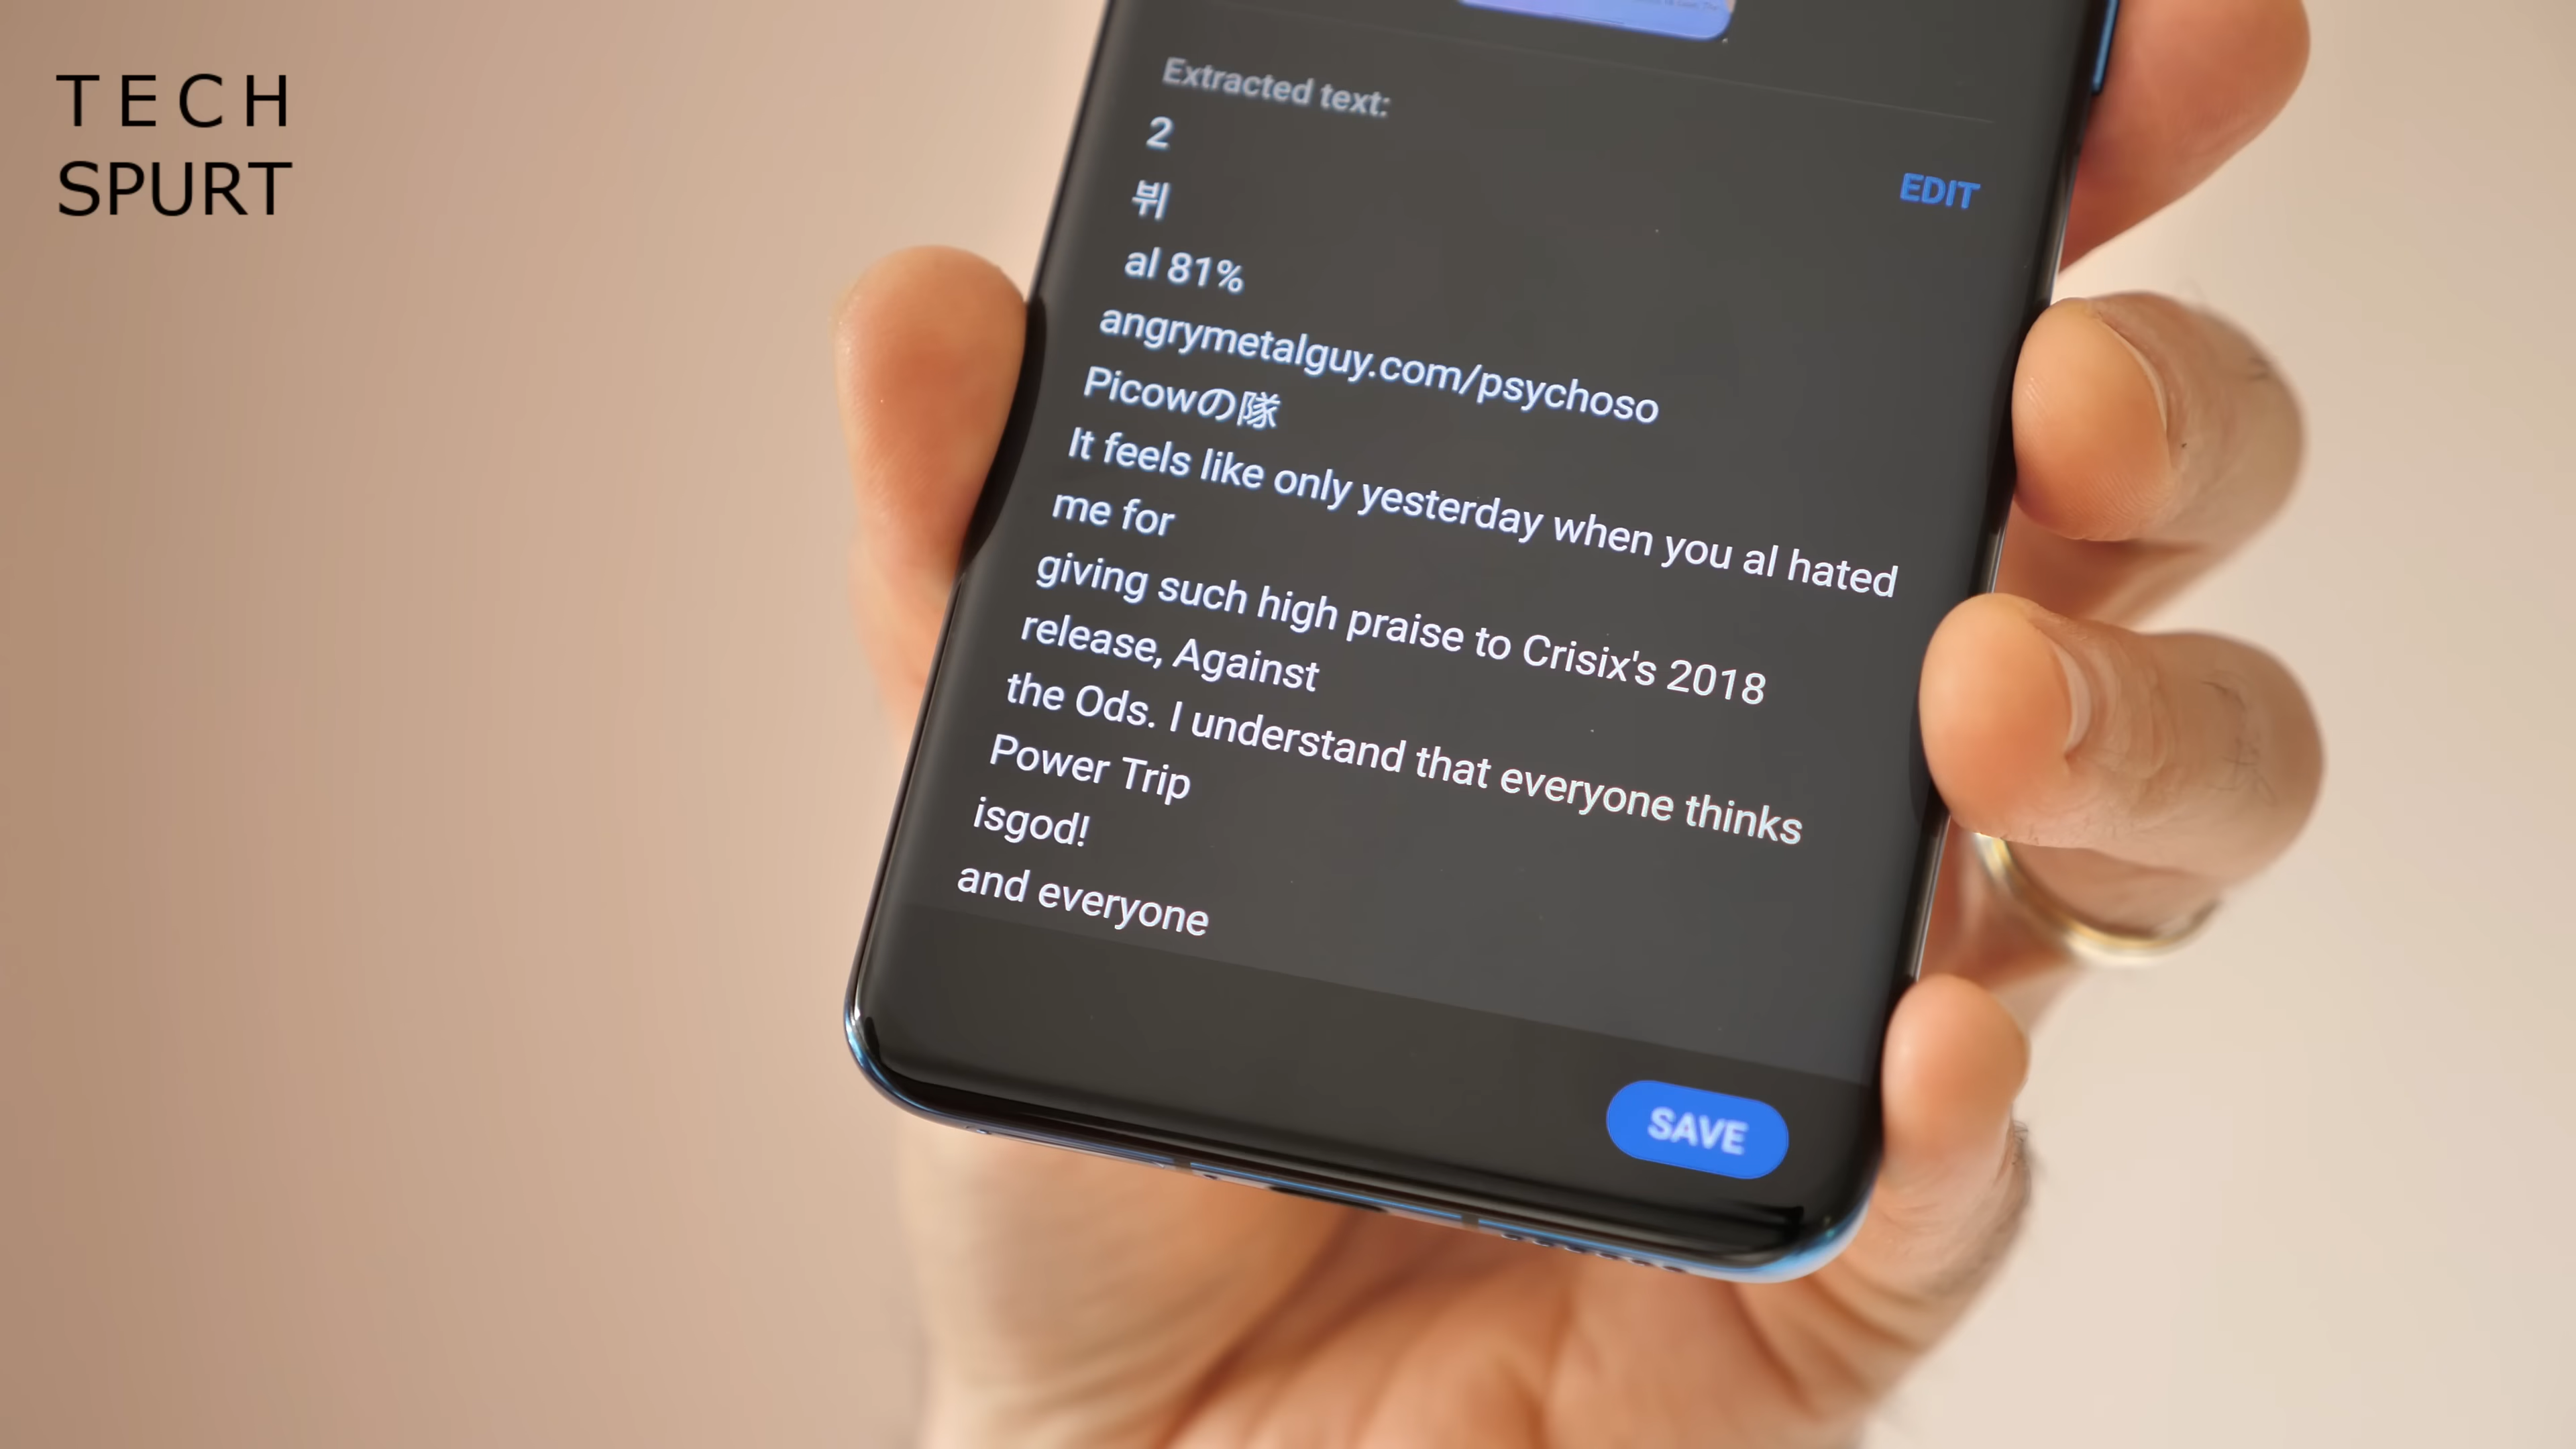 TECH
SPURT
Extracted text:
2
EDIT
뷔
al 81%
angrymetalguy.com/psychoso
Picowの隊
It feels like only yesterday when you al hated
me for
giving such high praise to Crisix's 2018
release, Against
the Ods. I understand that everyone thinks
Power Trip
isgod!
and everyone
SAVE